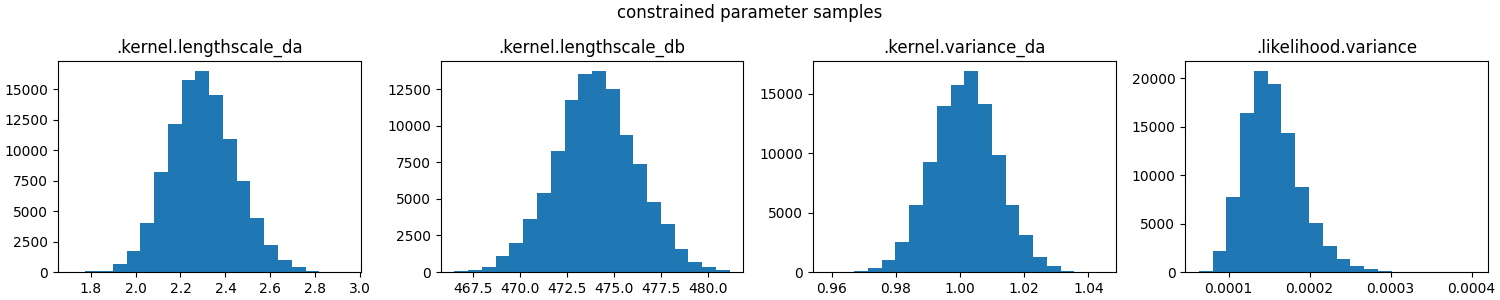 constrained parameter samples
.kernel.lengthscale_da
.kernel.lengthscale_db
.kernel.variance_da
.likelihood.variance
15000
12500
10000
7500
5000
2500
0
1.8 2.0 2.2 2.4 2.6 2.8 3.0
12500
10000
7500
5000
2500
0
467.5 470.0 472.5 475.0 477.5 480.0
15000
10000
5000
0
0.96 0.98 1.00 1.02 1.04
20000
15000
10000
5000
0
0.0001 0.0002 0.0003 0.0004